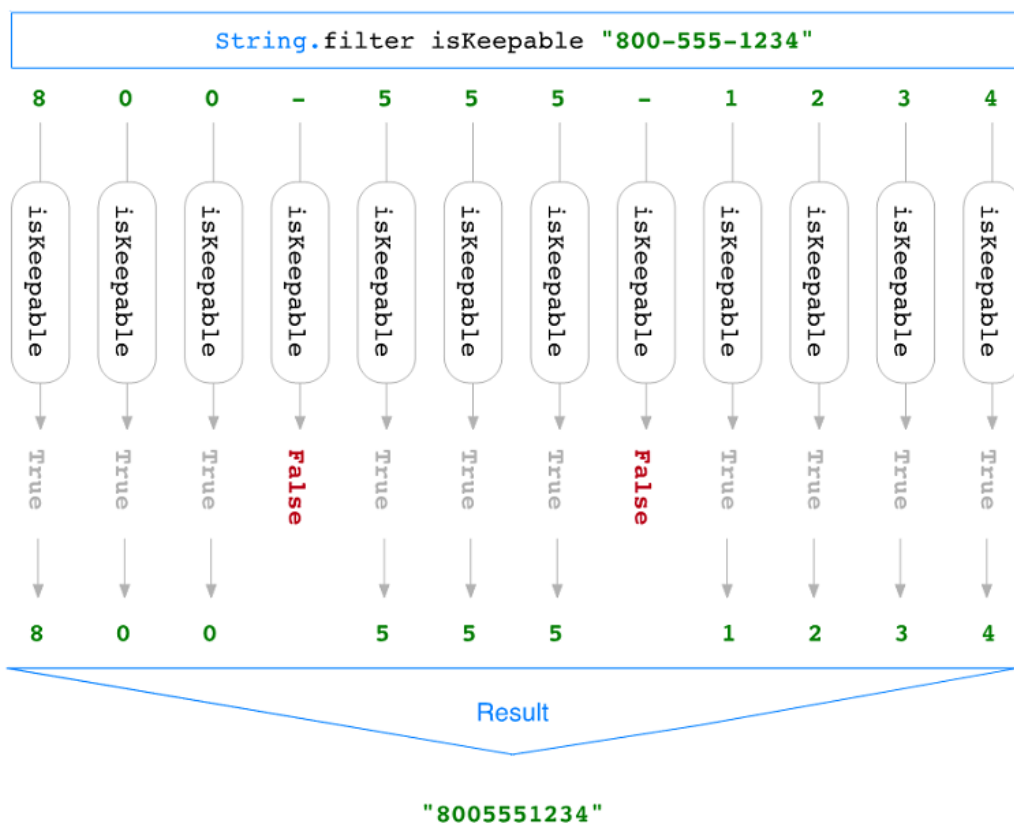 String.filter isKeepable "800-555-1234"
8 0 0 - 5 5 5 - 1 2 3 4
isKeepable isKeepable isKeepable isKeepable isKeepable isKeepable isKeepable isKeepable isKeepable isKeepable isKeepable isKeepable
True True True False True True True False True True True True
8 0 0 5 5 5 1 2 3 4
Result
"8005551234"